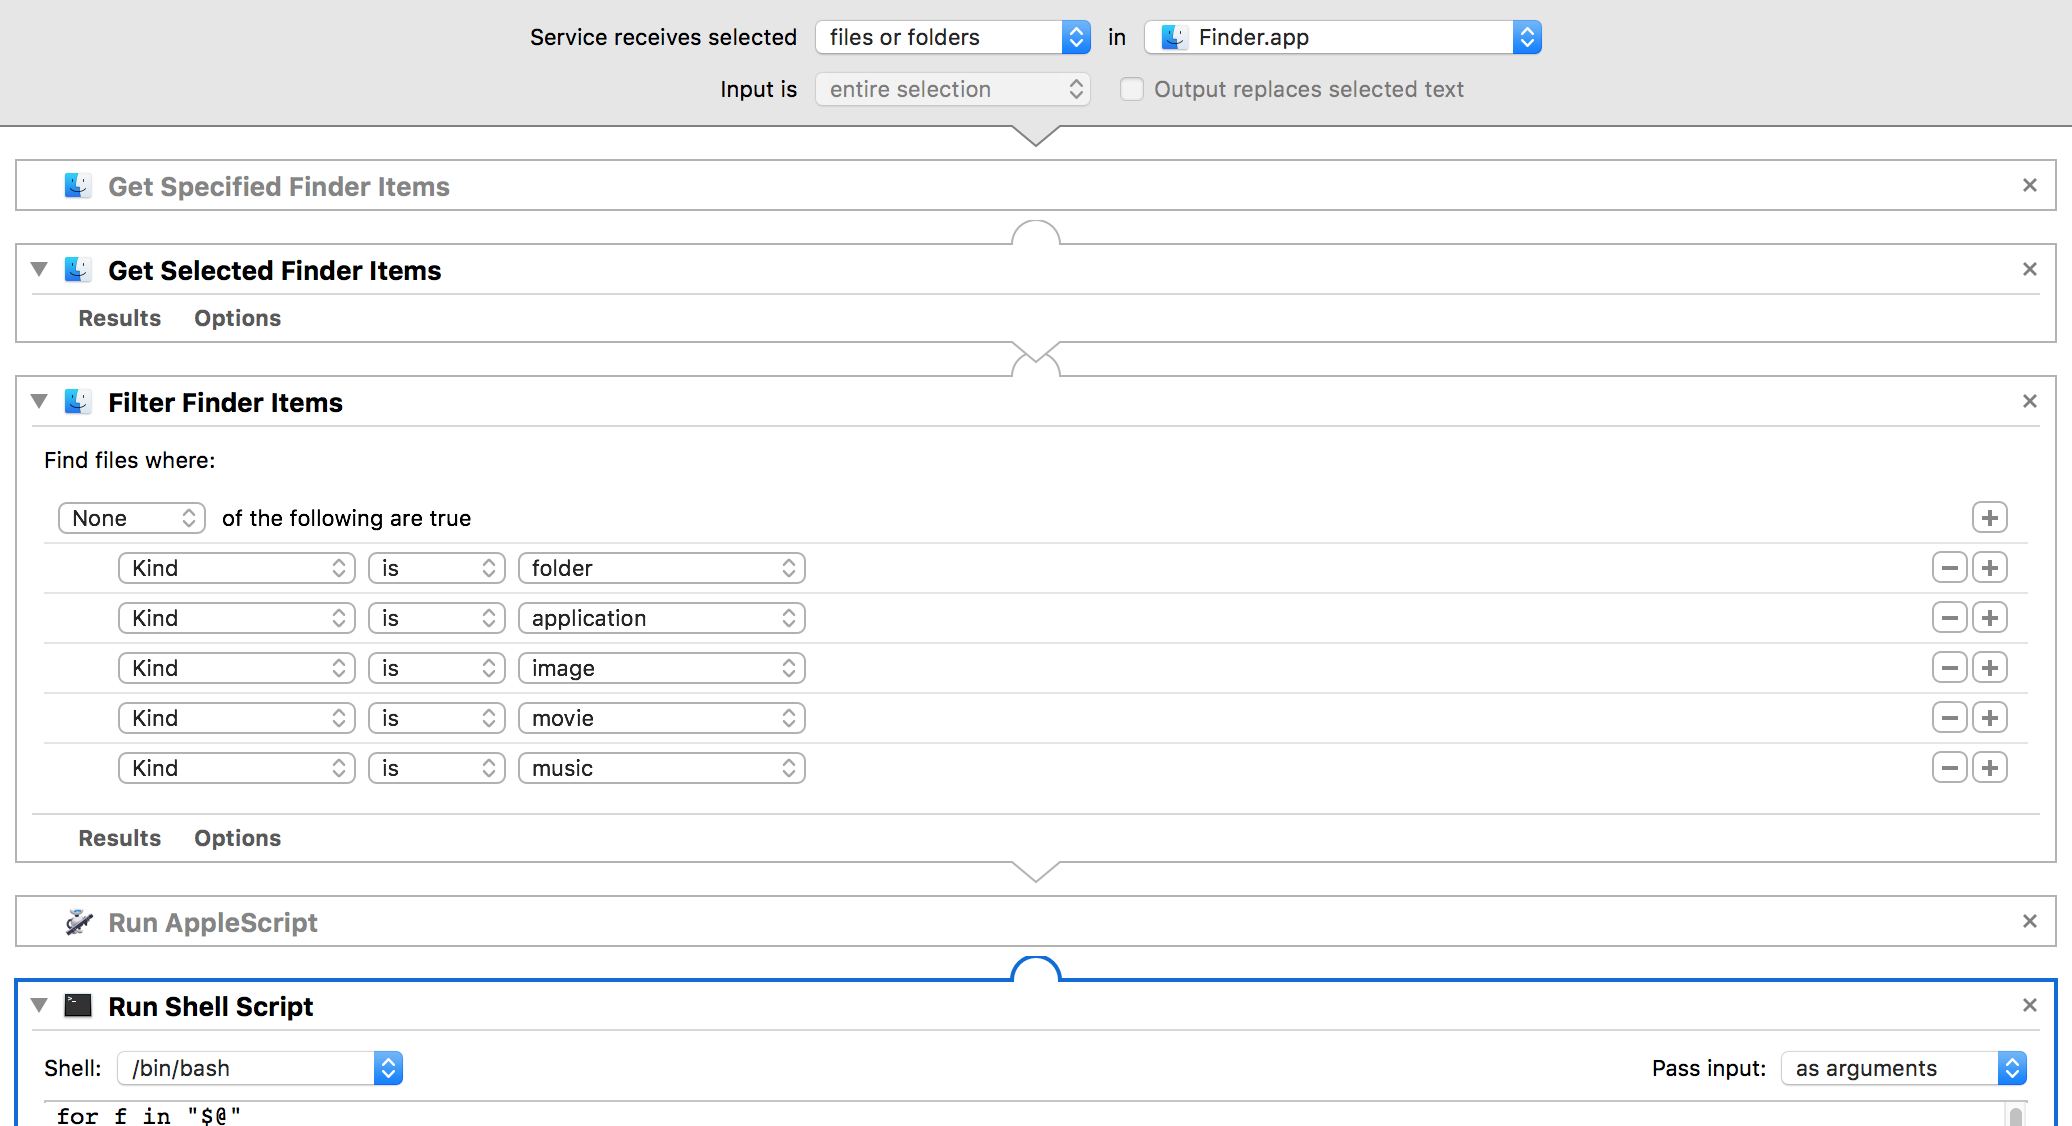 Service receives selected files or folders in Finder.app
Input is entire selection Output replaces selected text
Get Specified Finder Items
Get Selected Finder Items
Results Options
Filter Finder Items
Find files where:
None of the following are true
Kind is folder
Kind is application
Kind is image
Kind is movie
Kind is music
Results Options
Run AppleScript
Run Shell Script
Shell: /bin/bash Pass input: as arguments
for f in "$@"